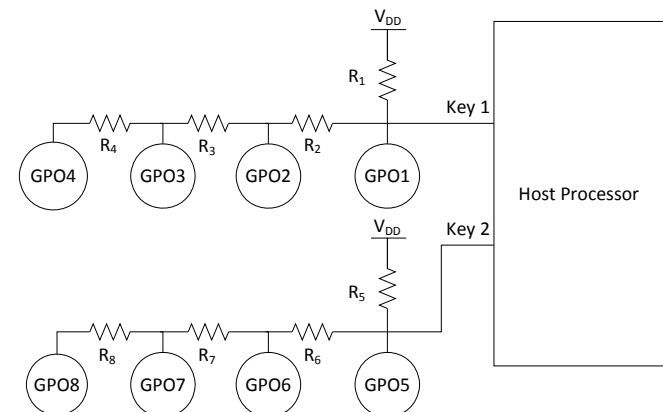 V_DD
R_1
Key 1
R_4
R_3
R_2
GPO4
GPO3
GPO2
GPO1
Host Processor
V_DD
Key 2
R_5
R_8
R_7
R_6
GPO8
GPO7
GPO6
GPO5